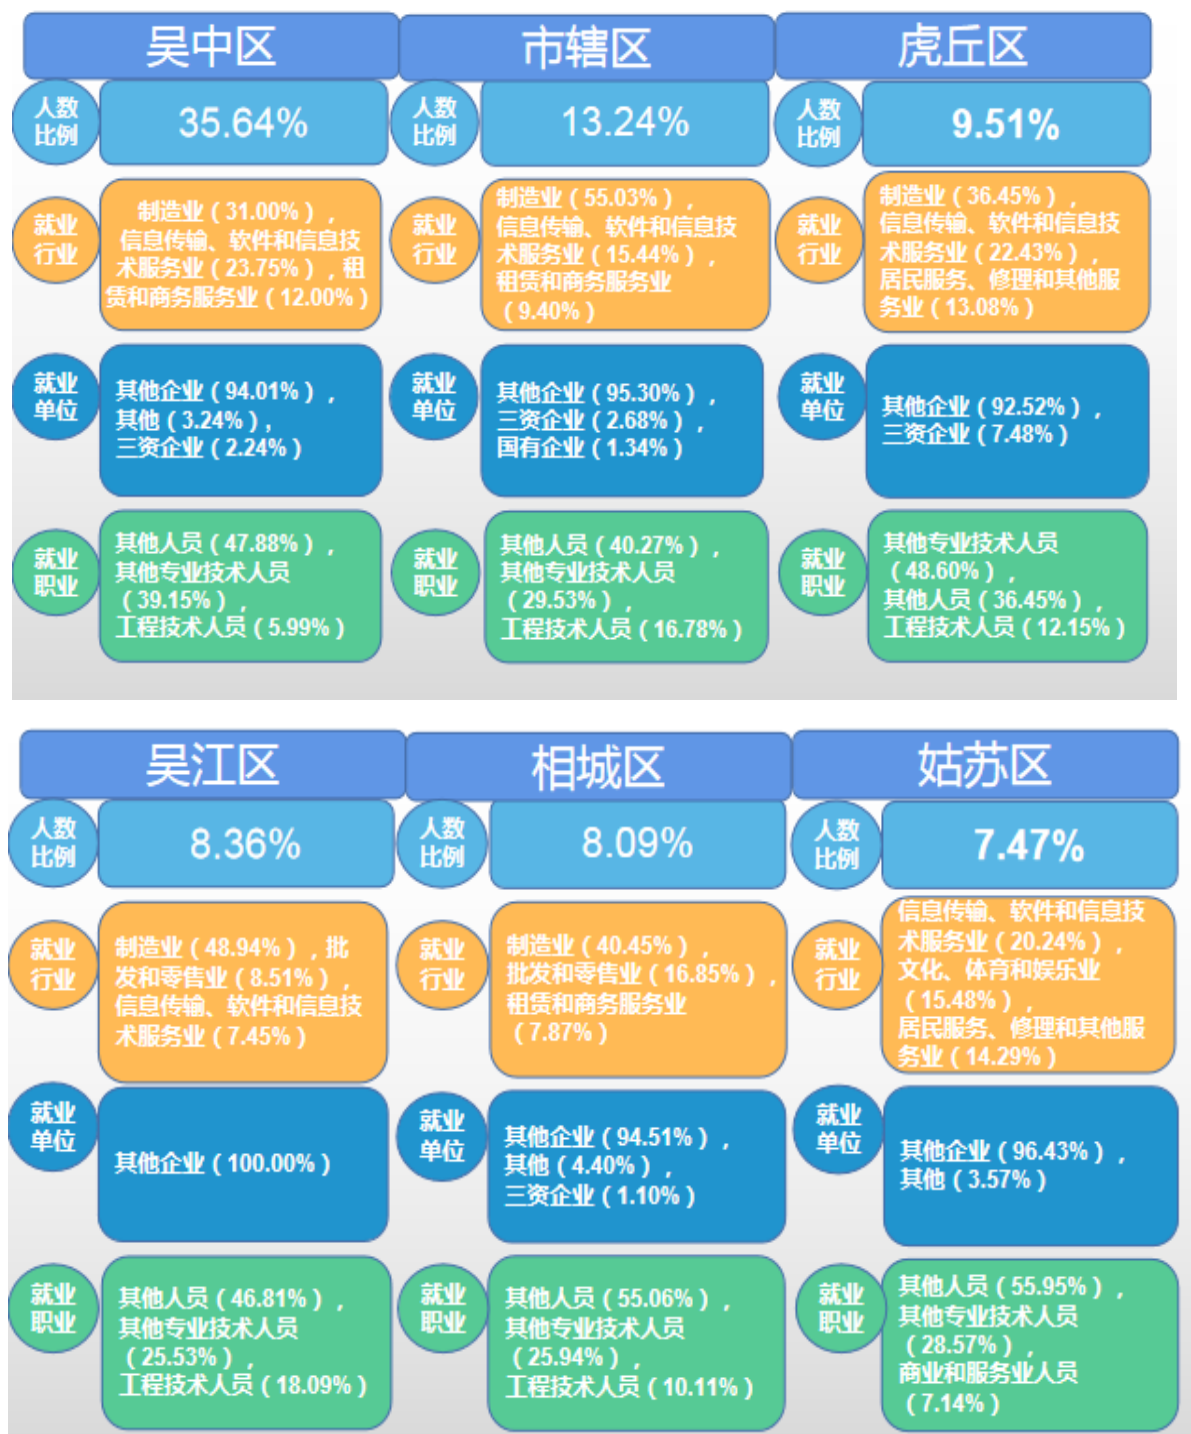 吴中区
人数
比例
35.64%
就业
行业
制造业（31.00%），
信息传输、软件和信息技
术服务业（23.75%），租
赁和商务服务业（12.00%）
就业
单位
其他企业（94.01%），
其他（3.24%），
三资企业（2.24%）
就业
职业
其他人员（47.88%），
其他专业技术人员
（39.15%），
工程技术人员（5.99%）
市辖区
人数
比例
13.24%
就业
行业
制造业（55.03%），
信息传输、软件和信息技
术服务业（15.44%），
租赁和商务服务业
（9.40%）
就业
单位
其他企业（95.30%），
三资企业（2.68%），
国有企业（1.34%）
就业
职业
其他人员（40.27%），
其他专业技术人员
（29.53%），
工程技术人员（16.78%）
虎丘区
人数
比例
9.51%
就业
行业
制造业（36.45%），
信息传输、软件和信息技
术服务业（22.43%），
居民服务、修理和其他服
务业（13.08%）
就业
单位
其他企业（92.52%），
三资企业（7.48%）
就业
职业
其他专业技术人员
（48.60%），
其他人员（36.45%），
工程技术人员（12.15%）
吴江区
人数
比例
8.36%
就业
行业
制造业（48.94%），批
发和零售业（8.51%），
信息传输、软件和信息技
术服务业（7.45%）
就业
单位
其他企业（100.00%）
就业
职业
其他人员（46.81%），
其他专业技术人员
（25.53%），
工程技术人员（18.09%）
相城区
人数
比例
8.09%
就业
行业
制造业（40.45%），
批发和零售业（16.85%），
租赁和商务服务业
（7.87%）
就业
单位
其他企业（94.51%），
其他（4.40%），
三资企业（1.10%）
就业
职业
其他人员（55.06%），
其他专业技术人员
（25.94%），
工程技术人员（10.11%）
姑苏区
人数
比例
7.47%
就业
行业
信息传输、软件和信息技
术服务业（20.24%），
文化、体育和娱乐业
（15.48%），
居民服务、修理和其他服
务业（14.29%）
就业
单位
其他企业（96.43%），
其他（3.57%）
就业
职业
其他人员（55.95%），
其他专业技术人员
（28.57%），
商业和服务业人员
（7.14%）